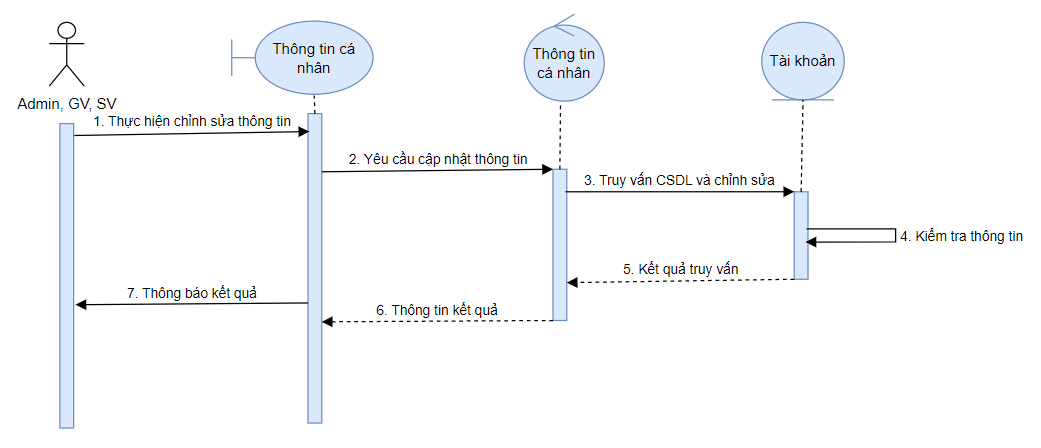 Thông tin cá
nhân
Thông tin
cá nhân
Tài khoản
Admin, GV, SV
1. Thực hiện chỉnh sửa thông tin
2. Yêu cầu cập nhật thông tin
3. Truy vấn CSDL và chỉnh sửa
4. Kiểm tra thông tin
5. Kết quả truy vấn
6. Thông tin kết quả
7. Thông báo kết quả